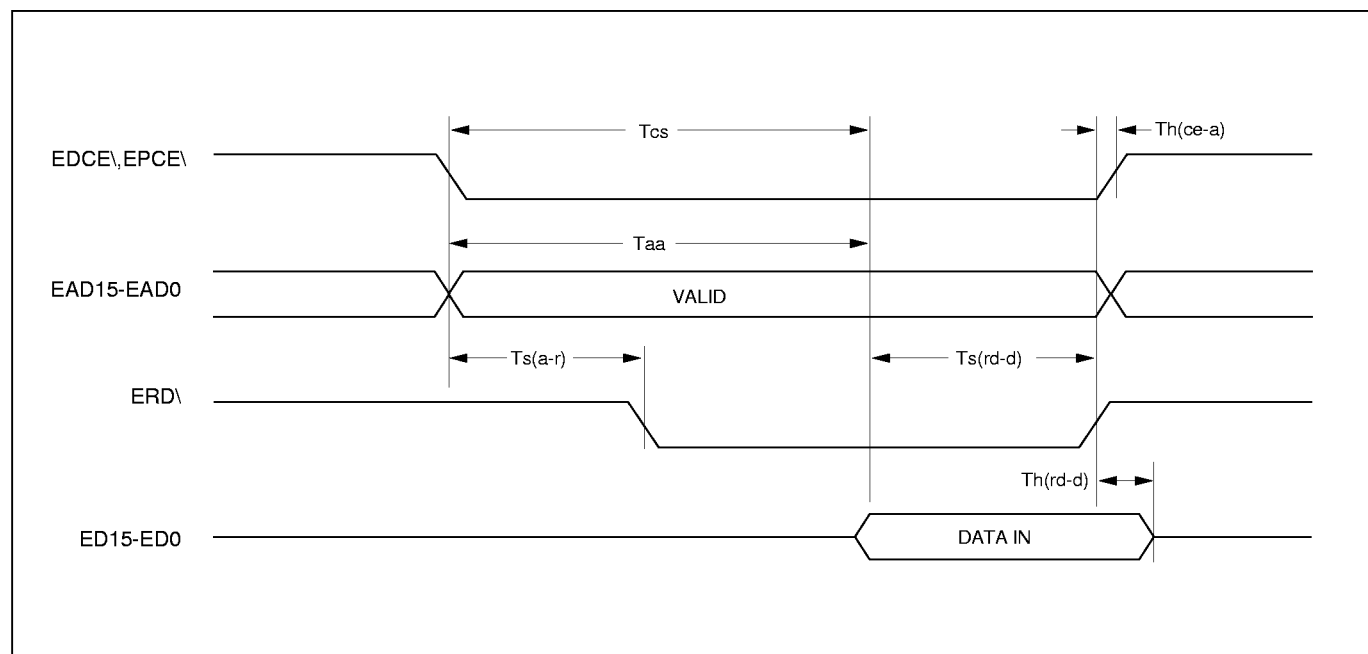 Tcs
Th(ce-a)
EDCE\,EPCE\
Taa
EAD15-EAD0
VALID
Ts(a-r)
Ts(rd-d)
ERD\
Th(rd-d)
ED15-ED0
DATA IN